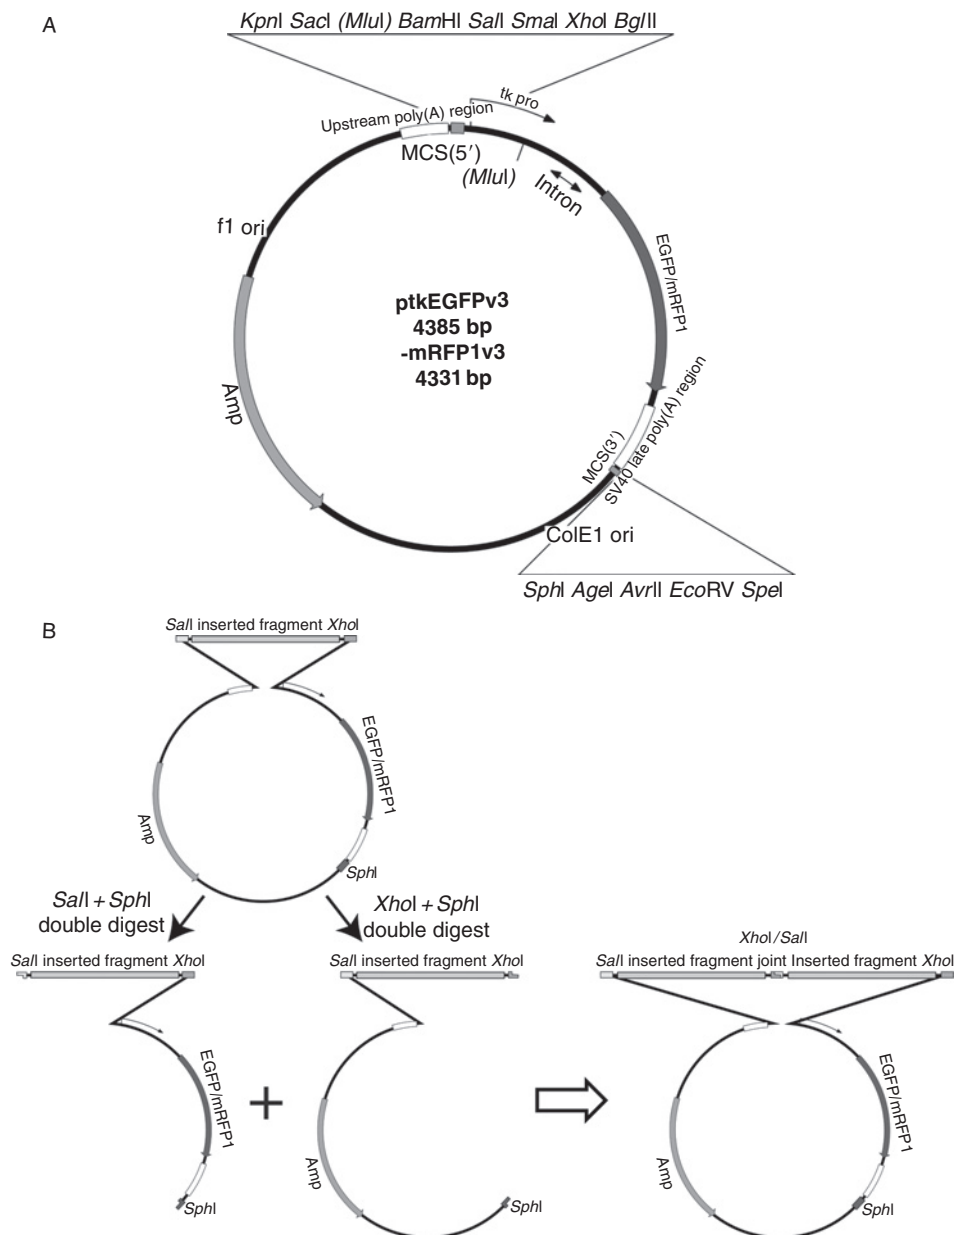 A
KpnI SacI (MluI) BamHI SalI SmaI XhoI BglII
tk pro
Upstream poly(A) region
MCS(5′)
(MluI)
Intron
f1 ori
EGFP/mRFP1
ptkEGFPv3
4385 bp
-mRFP1v3
4331 bp
Amp
MCS(3′)
SV40 late poly(A) region
ColE1 ori
SphI AgeI AvrII EcoRV SpeI
B
SalI inserted fragment XhoI
EGFP/mRFP1
Amp
SphI
SalI + SphI
double digest
XhoI + SphI
double digest
XhoI/SalI
SalI inserted fragment XhoI
SalI inserted fragment
SalI inserted fragment joint Inserted fragment XhoI
EGFP/mRFP1
+
Amp
EGFP/mRFP1
Amp
SphI
SphI
SphI